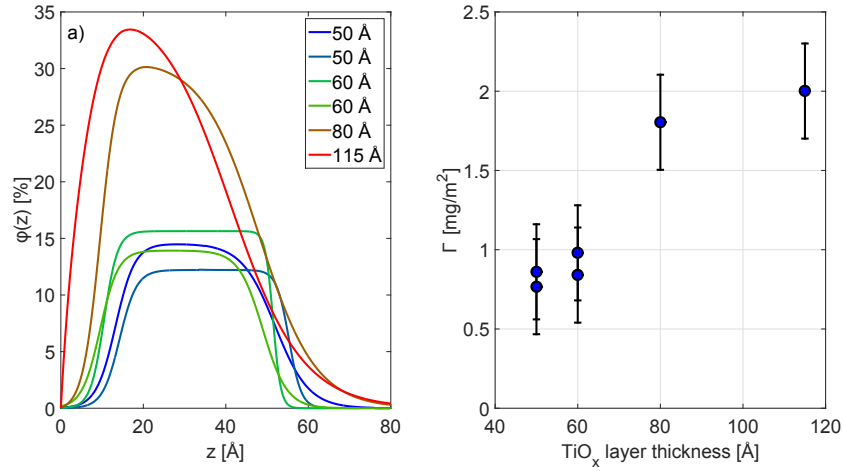 a)
50 Å
50 Å
60 Å
60 Å
80 Å
115 Å
35
30
25
20
15
10
5
0
φ(z) [%]
0 20 40 60 80
z [Å]
2.5
2
1.5
1
0.5
0
Γ [mg/m²]
40 60 80 100 120
TiOₓ layer thickness [Å]